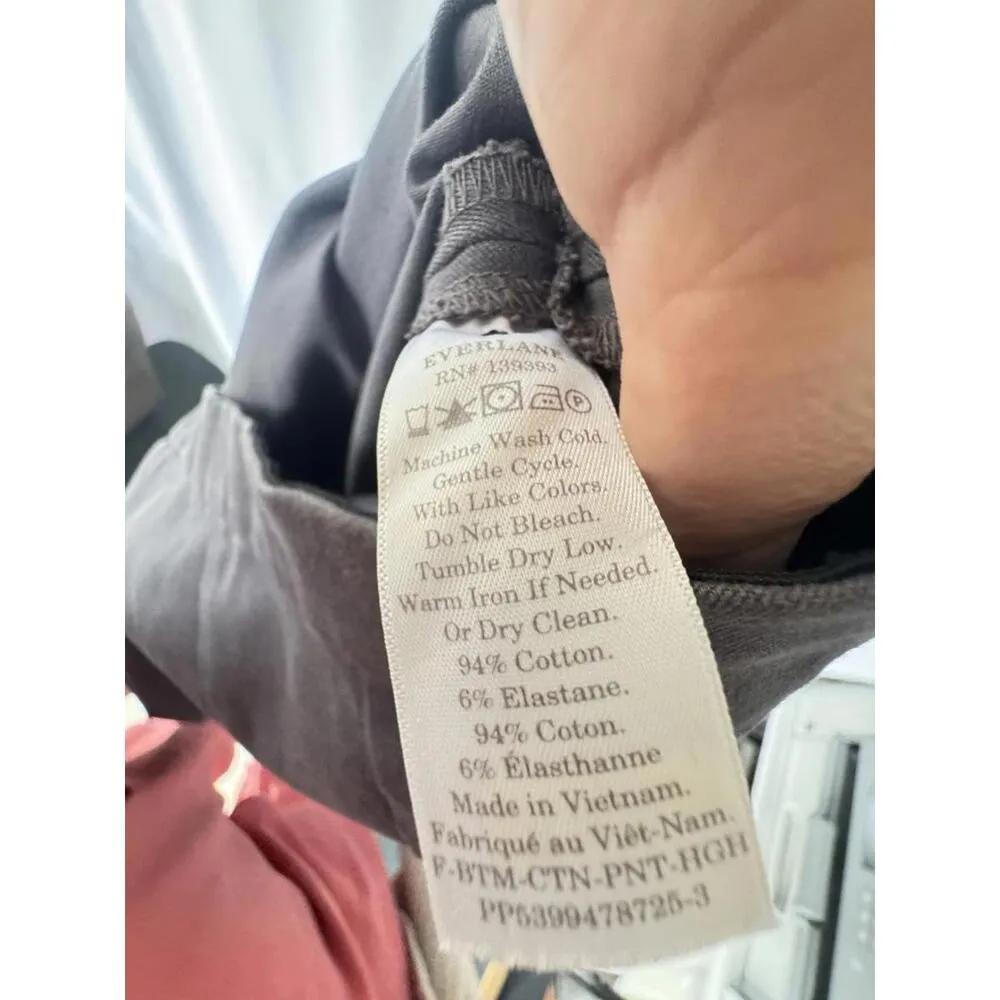 EVERLANE
RN# 139393
P
Machine Wash Cold.
Gentle Cycle.
With Like Colors.
Do Not Bleach.
Tumble Dry Low.
Warm Iron If Needed.
Or Dry Clean.
94% Cotton.
6% Elastane.
94% Coton.
6% Élasthanne
Made in Vietnam.
Fabriqué au Viêt-Nam.
F-BTM-CTN-PNT-HGH
PP5399478725-3